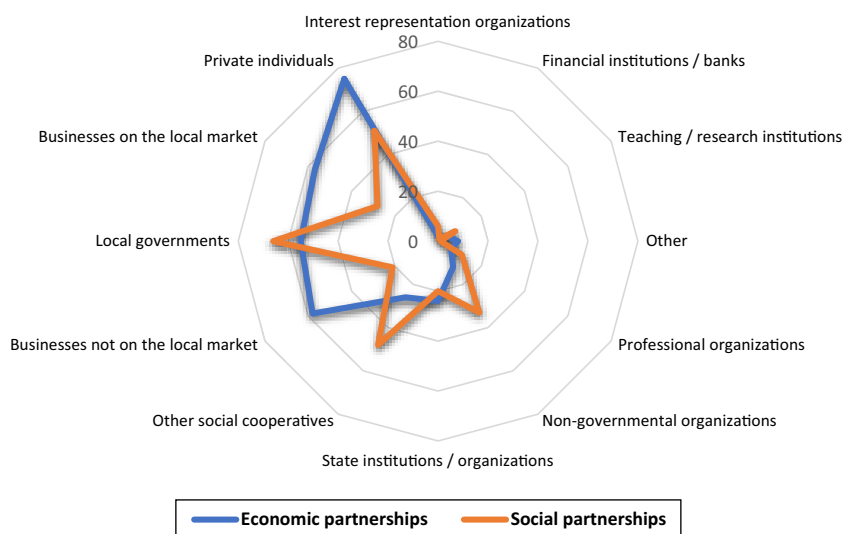 Interest representation organizations
80
Private individuals
Financial institutions / banks
60
Businesses on the local market
Teaching / research institutions
40
20
Local governments
0
Other
Businesses not on the local market
Professional organizations
Other social cooperatives
Non-governmental organizations
State institutions / organizations
Economic partnerships
Social partnerships